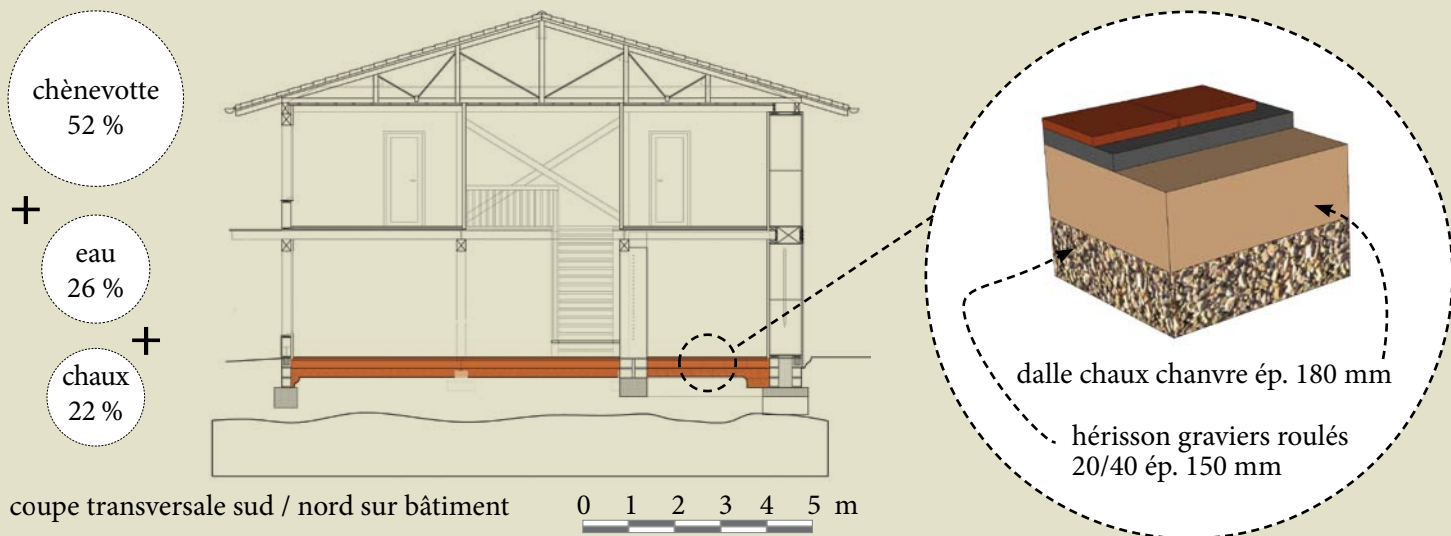 chènevotte
52 %
+
eau
26 %
+
chaux
22 %
dalle chaux chanvre ép. 180 mm
hérisson graviers roulés
20/40 ép. 150 mm
coupe transversale sud / nord sur bâtiment
0 1 2 3 4 5 m